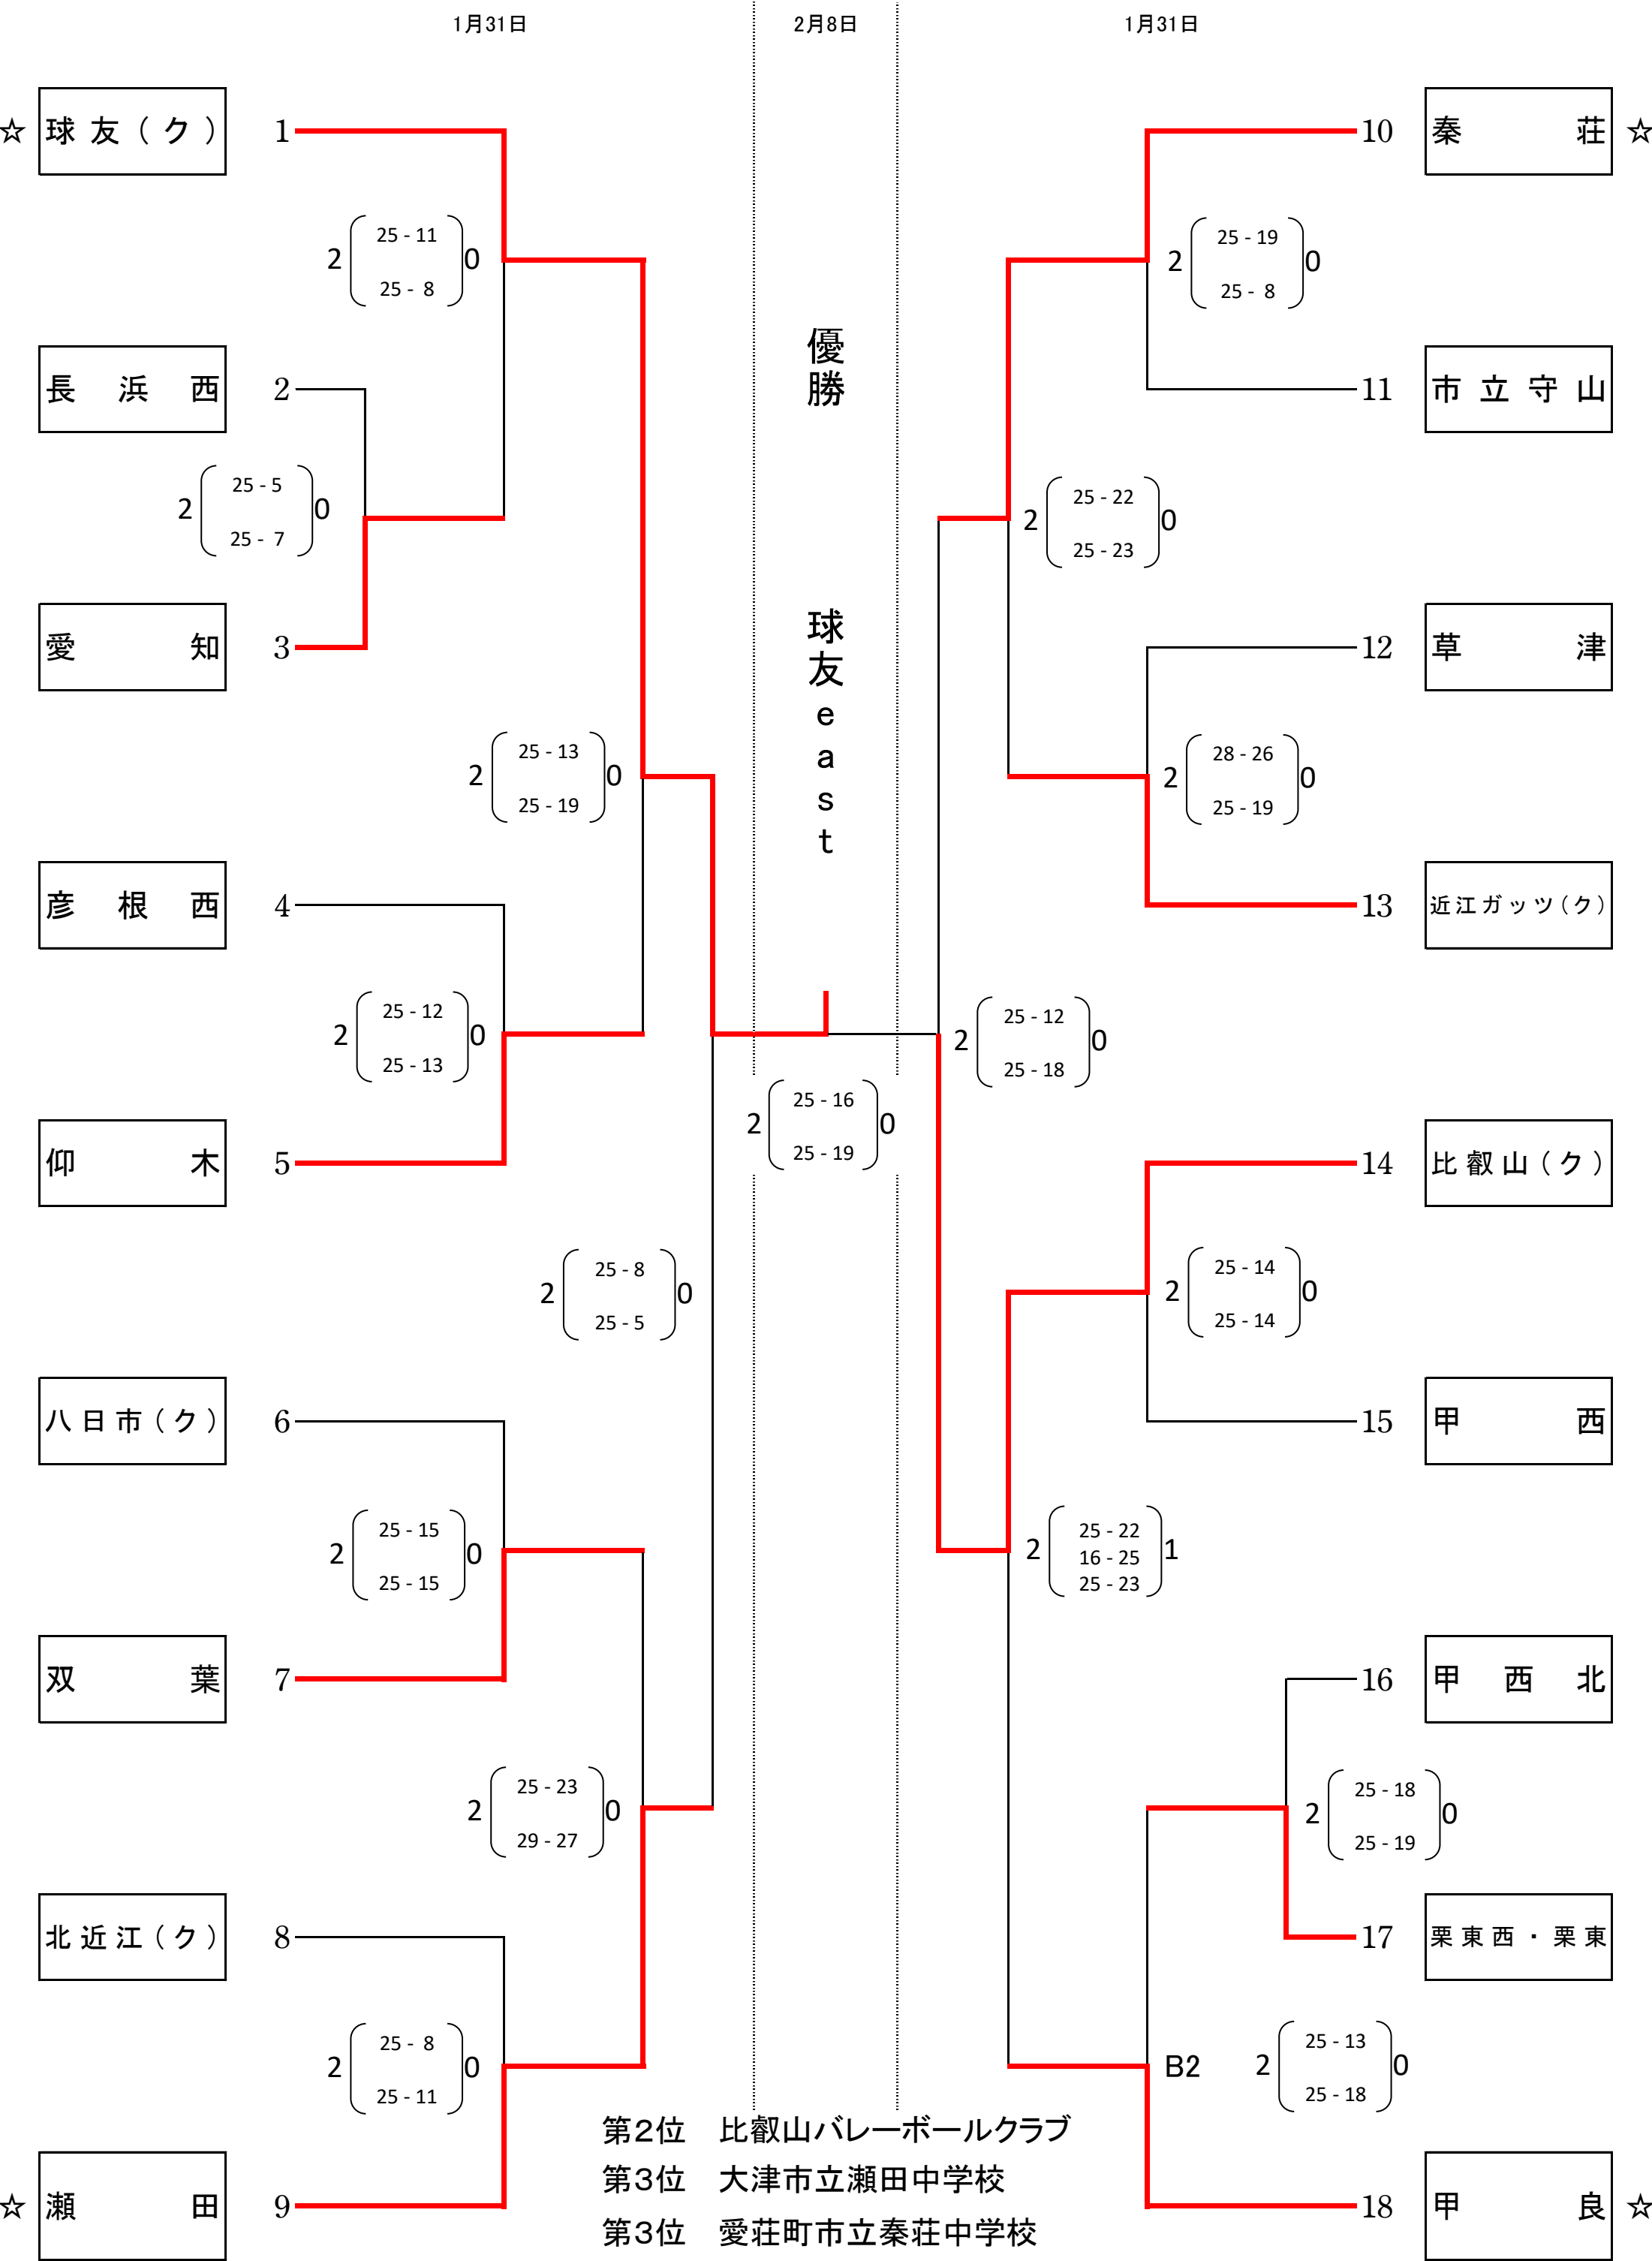 1月31日
2月8日
1月31日
☆ 球友(ク) 1
10 秦荘 ☆
2 25 - 11 0
25 - 8
2 25 - 19 0
25 - 8
優勝
長浜西 2
11 市立守山
2 25 - 5 0
25 - 7
2 25 - 22 0
25 - 23
球友east
愛知 3
12 草津
2 25 - 13 0
25 - 19
2 28 - 26 0
25 - 19
彦根西 4
13 近江ガッツ(ク)
2 25 - 12 0
25 - 13
2 25 - 12 0
25 - 18
2 25 - 16 0
25 - 19
仰木 5
14 比叡山(ク)
2 25 - 8 0
25 - 5
2 25 - 14 0
25 - 14
八日市(ク) 6
15 甲西
2 25 - 15 0
25 - 15
2 25 - 22 1
16 - 25
25 - 23
双葉 7
16 甲西北
2 25 - 23 0
29 - 27
2 25 - 18 0
25 - 19
北近江(ク) 8
17 栗東西・栗東
2 25 - 8 0
25 - 11
B2 2 25 - 13 0
25 - 18
第2位 比叡山バレーボールクラブ
第3位 大津市立瀬田中学校
第3位 愛荘町市立秦荘中学校
☆ 瀬田 9
18 甲良 ☆